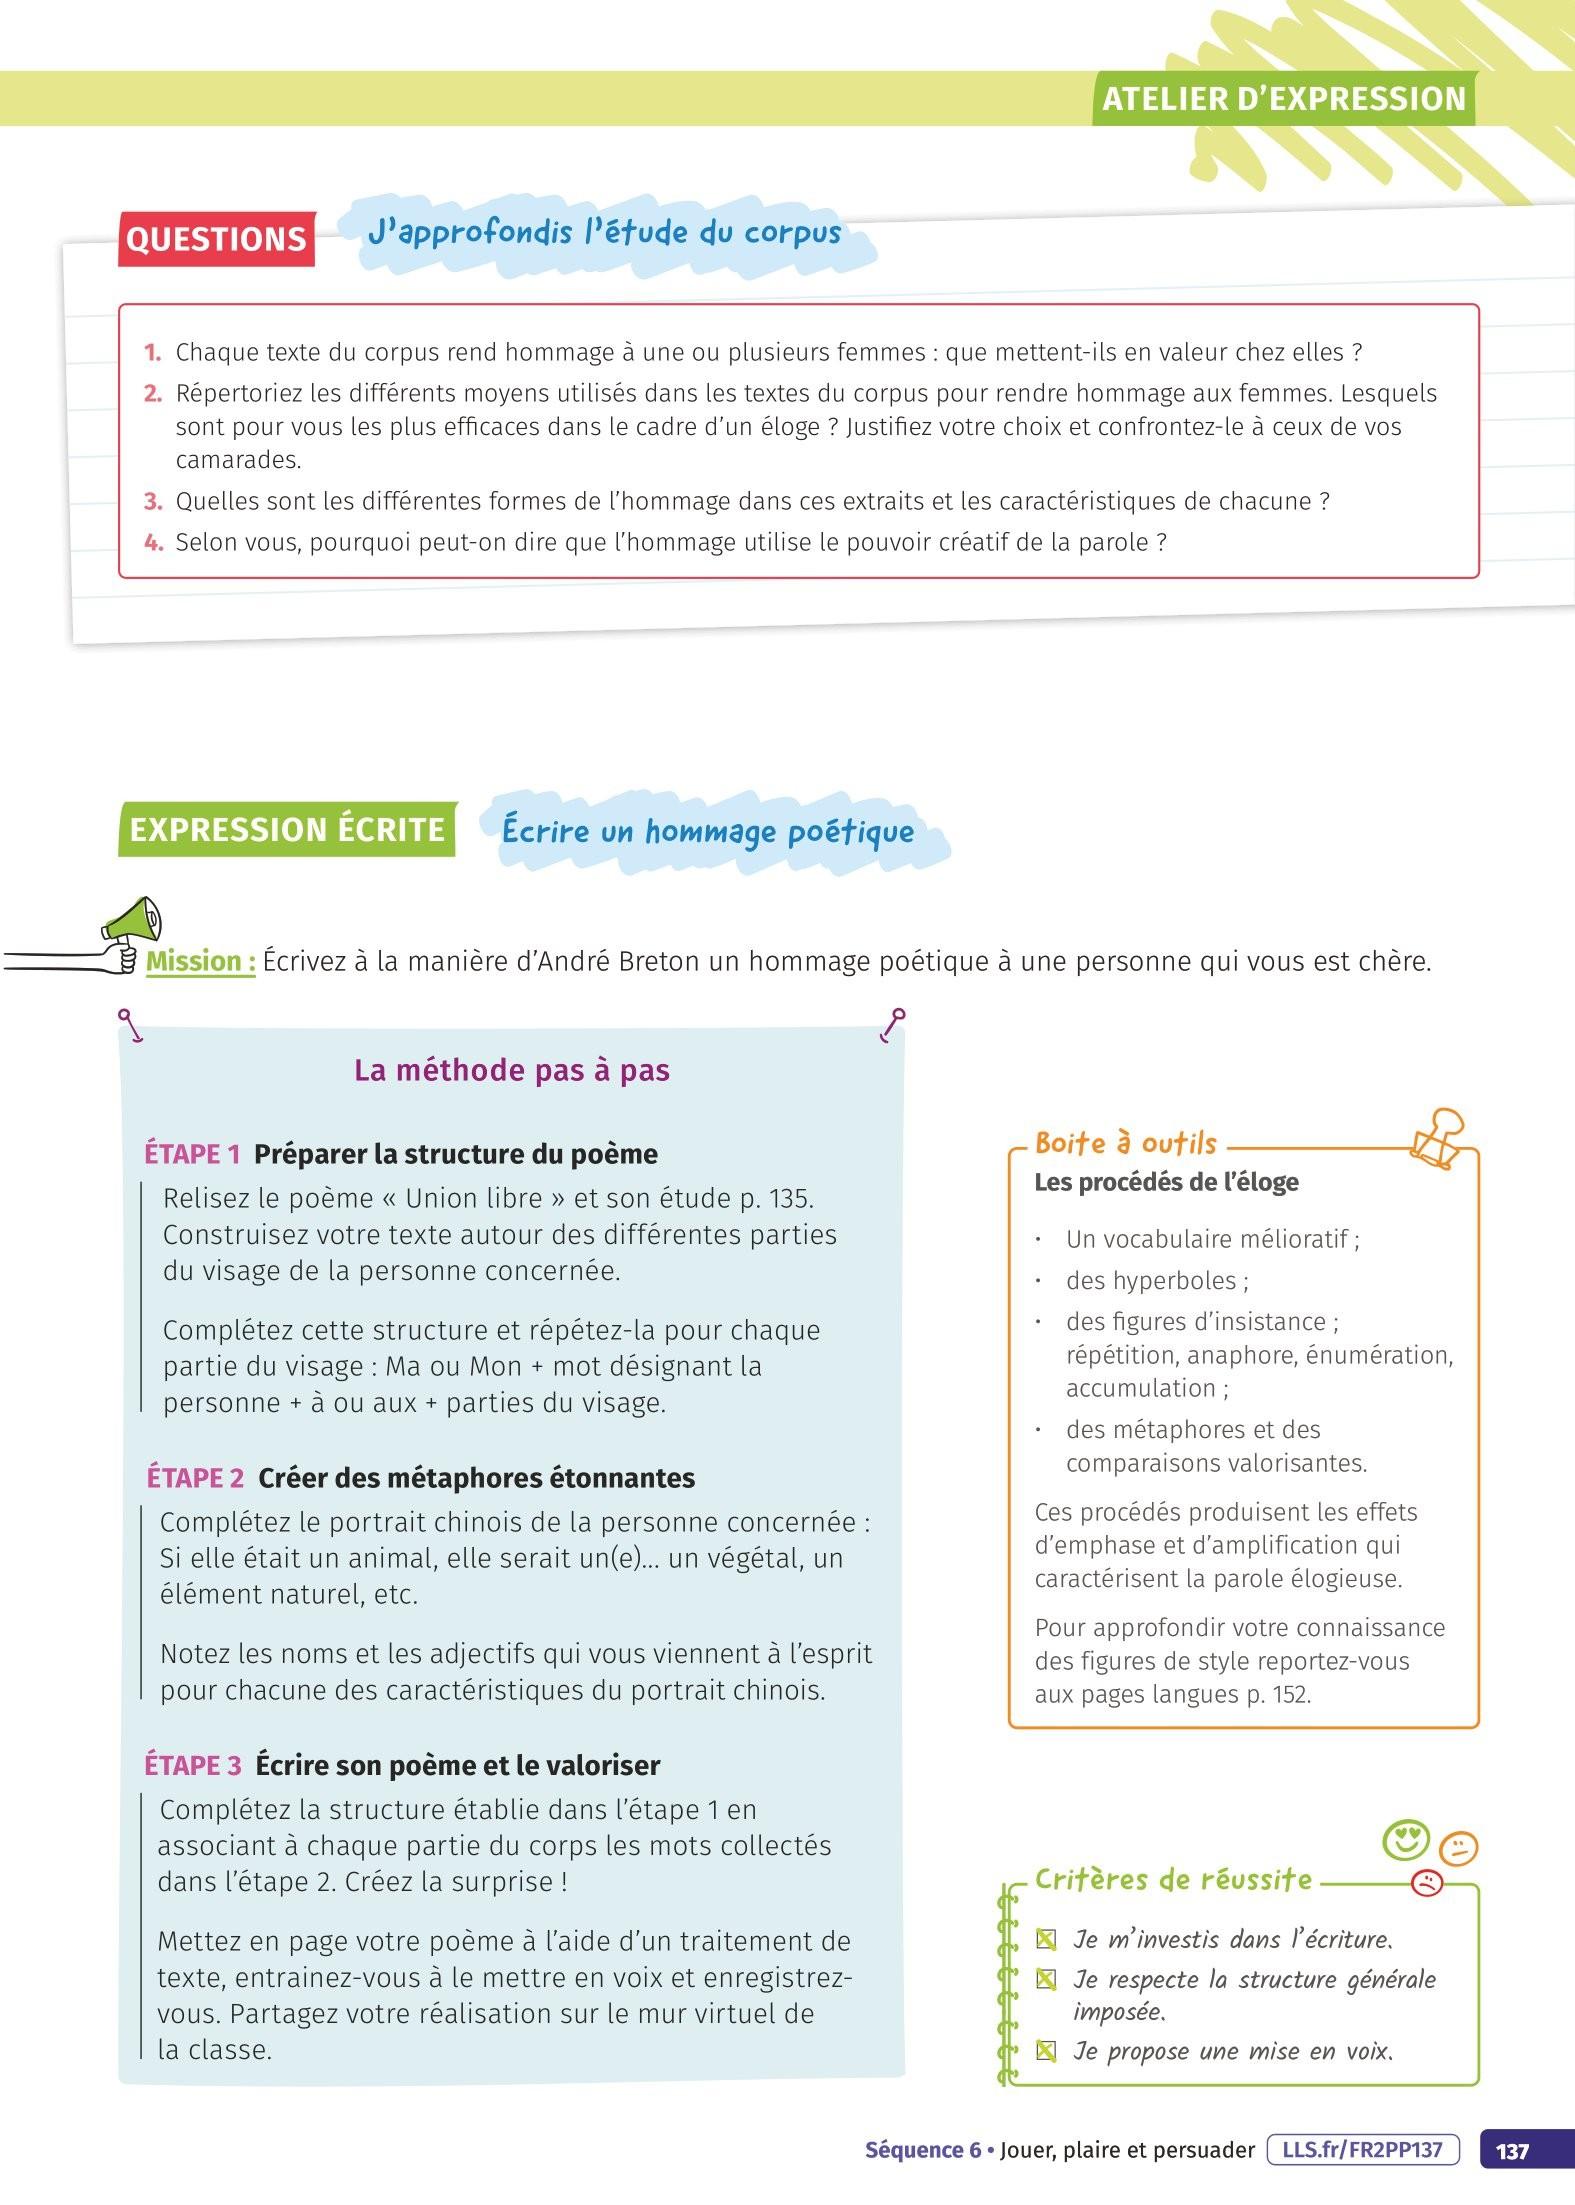 ATELIER D'EXPRESSION
QUESTIONS
J'approfondis l'étude du corpus
1. Chaque texte du corpus rend hommage à une ou plusieurs femmes : que mettent-ils en valeur chez elles ?
2. Répertoriez les différents moyens utilisés dans les textes du corpus pour rendre hommage aux femmes. Lesquels
sont pour vous les plus efficaces dans le cadre d'un éloge ? Justifiez votre choix et confrontez-le à ceux de vos
camarades.
3. Quelles sont les différentes formes de l'hommage dans ces extraits et les caractéristiques de chacune ?
4. Selon vous, pourquoi peut-on dire que l'hommage utilise le pouvoir créatif de la parole ?
EXPRESSION ÉCRITE
Écrire un hommage poétique
Mission : Écrivez à la manière d'André Breton un hommage poétique à une personne qui vous est chère.
La méthode pas à pas
ÉTAPE 1 Préparer la structure du poème
Relisez le poème « Union libre » et son étude p. 135.
Construisez votre texte autour des différentes parties
du visage de la personne concernée.
Complétez cette structure et répétez-la pour chaque
partie du visage : Ma ou Mon + mot désignant la
personne + à ou aux + parties du visage.
ÉTAPE 2 Créer des métaphores étonnantes
Complétez le portrait chinois de la personne concernée :
Si elle était un animal, elle serait un(e)... un végétal, un
élément naturel, etc.
Notez les noms et les adjectifs qui vous viennent à l'esprit
pour chacune des caractéristiques du portrait chinois.
ÉTAPE 3 Écrire son poème et le valoriser
Complétez la structure établie dans l'étape 1 en
associant à chaque partie du corps les mots collectés
dans l'étape 2. Créez la surprise !
Mettez en page votre poème à l'aide d'un traitement de
texte, entrainez-vous à le mettre en voix et enregistrez-
vous. Partagez votre réalisation sur le mur virtuel de
la classe.
Boite à outils
Les procédés de l'éloge
• Un vocabulaire mélioratif ;
• des hyperboles ;
• des figures d'insistance ;
répétition, anaphore, énumération,
accumulation ;
• des métaphores et des
comparaisons valorisantes.
Ces procédés produisent les effets
d'emphase et d'amplification qui
caractérisent la parole élogieuse.
Pour approfondir votre connaissance
des figures de style reportez-vous
aux pages langues p. 152.
Critères de réussite
Je m'investis dans l'écriture.
Je respecte la structure générale
imposée.
Je propose une mise en voix.
Séquence 6 • Jouer, plaire et persuader LLS.fr/FR2PP137 137